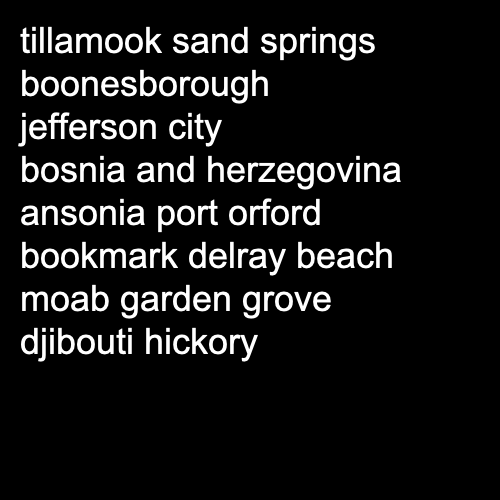 tillamook sand springs
boonesborough
jefferson city
bosnia and herzegovina
ansonia port orford
bookmark delray beach
moab garden grove
djibouti hickory